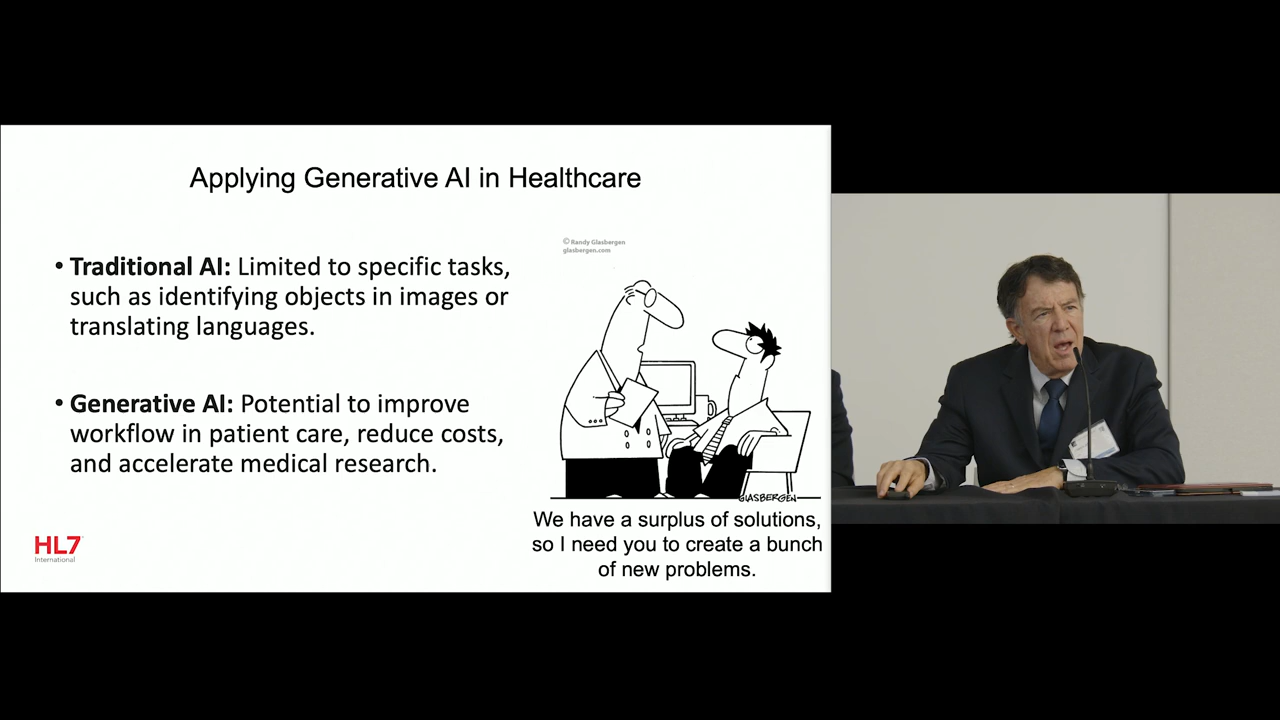 Applying Generative AI in Healthcare
• Traditional AI: Limited to specific tasks,
such as identifying objects in images or
translating languages.
• Generative AI: Potential to improve
workflow in patient care, reduce costs,
and accelerate medical research.
© Randy Glasbergen
glasbergen.com
GLASBERGEN
We have a surplus of solutions,
so I need you to create a bunch
of new problems.
HL7
International